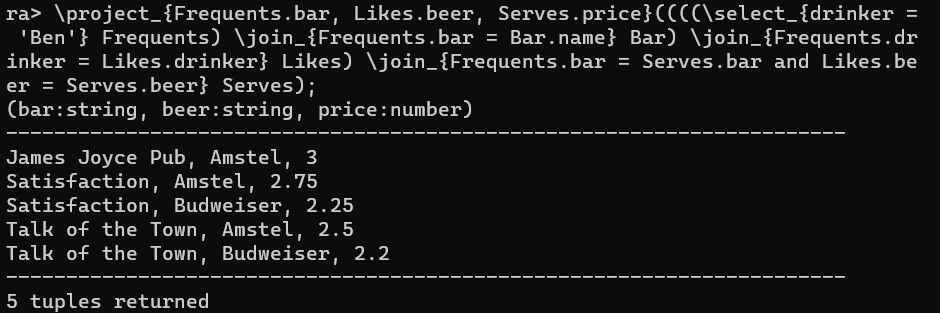 ra> \project_{Frequents.bar, Likes.beer, Serves.price}((((\select_{drinker =
 'Ben'} Frequents) \join_{Frequents.bar = Bar.name} Bar) \join_{Frequents.dr
inker = Likes.drinker} Likes) \join_{Frequents.bar = Serves.bar and Likes.be
er = Serves.beer} Serves);
(bar:string, beer:string, price:number)
----------------------------------------------------------------------
James Joyce Pub, Amstel, 3
Satisfaction, Amstel, 2.75
Satisfaction, Budweiser, 2.25
Talk of the Town, Amstel, 2.5
Talk of the Town, Budweiser, 2.2
----------------------------------------------------------------------
5 tuples returned